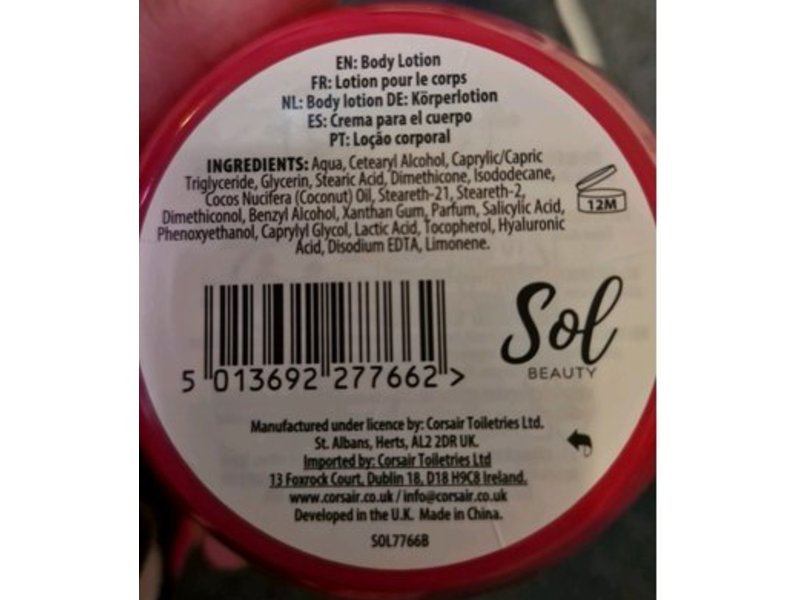 EN: Body Lotion
FR: Lotion pour le corps
NL: Body lotion DE: Körperlotion
ES: Crema para el cuerpo
PT: Loção corporal
INGREDIENTS: Aqua, Cetearyl Alcohol, Caprylic/Capric
Triglyceride, Glycerin, Stearic Acid, Dimethicone, Isododecane,
Cocos Nucifera (Coconut) Oil, Steareth-21, Steareth-2,
Dimethiconol, Benzyl Alcohol, Xanthan Gum, Parfum, Salicylic Acid,
Phenoxyethanol, Caprylyl Glycol, Lactic Acid, Tocopherol, Hyaluronic
Acid, Disodium EDTA, Limonene.
12M
Sol
BEAUTY
5 013692 277662 >
Manufactured under licence by: Corsair Toiletries Ltd.
St. Albans, Herts, AL2 2DR UK.
Imported by: Corsair Toiletries Ltd
13 Foxrock Court, Dublin 18, D18 H9C8 Ireland.
www.corsair.co.uk / info@corsair.co.uk
Developed in the U.K. Made in China.
SOL7766B